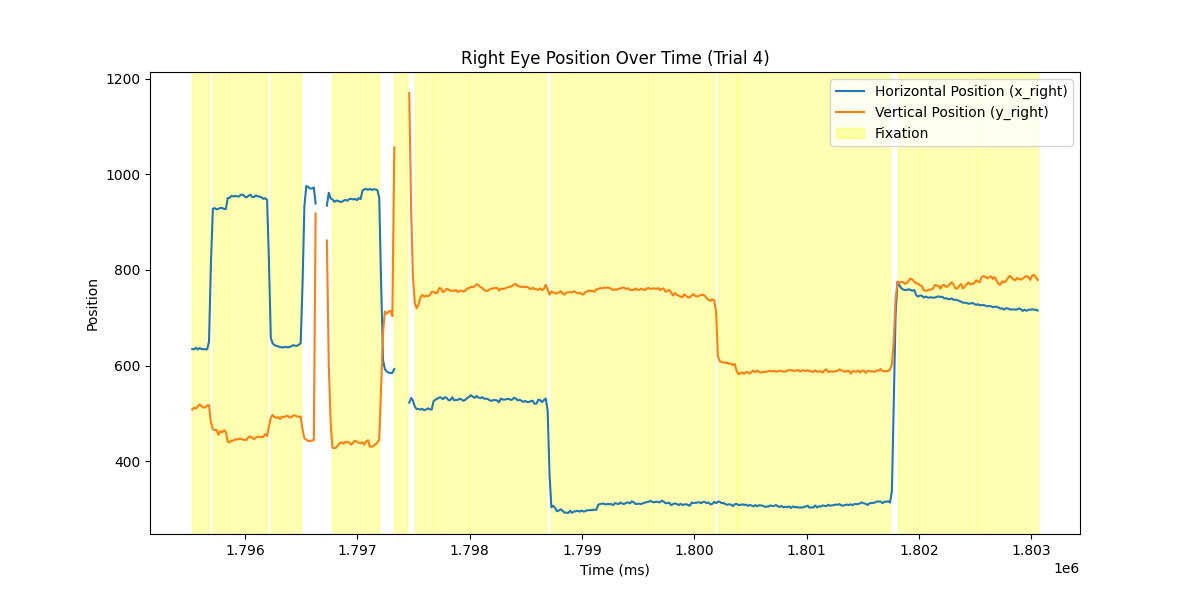 Right Eye Position Over Time (Trial 4)
Horizontal Position (x_right)
Vertical Position (y_right)
Fixation
1200
1000
800
600
400
Position
1.796 1.797 1.798 1.799 1.800 1.801 1.802 1.803
1e6
Time (ms)